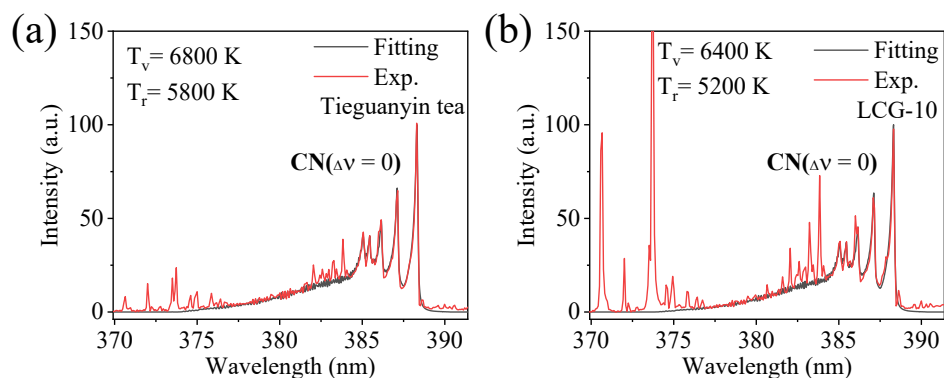 (a)
T_v= 6800 K
T_r= 5800 K
Fitting
Exp.
Tieguanyin tea
CN(Δν = 0)
Intensity (a.u.)
150
100
50
0
370 375 380 385 390
Wavelength (nm)
(b)
T_v= 6400 K
T_r= 5200 K
Fitting
Exp.
LCG-10
CN(Δν = 0)
Intensity (a.u.)
150
100
50
0
370 375 380 385 390
Wavelength (nm)